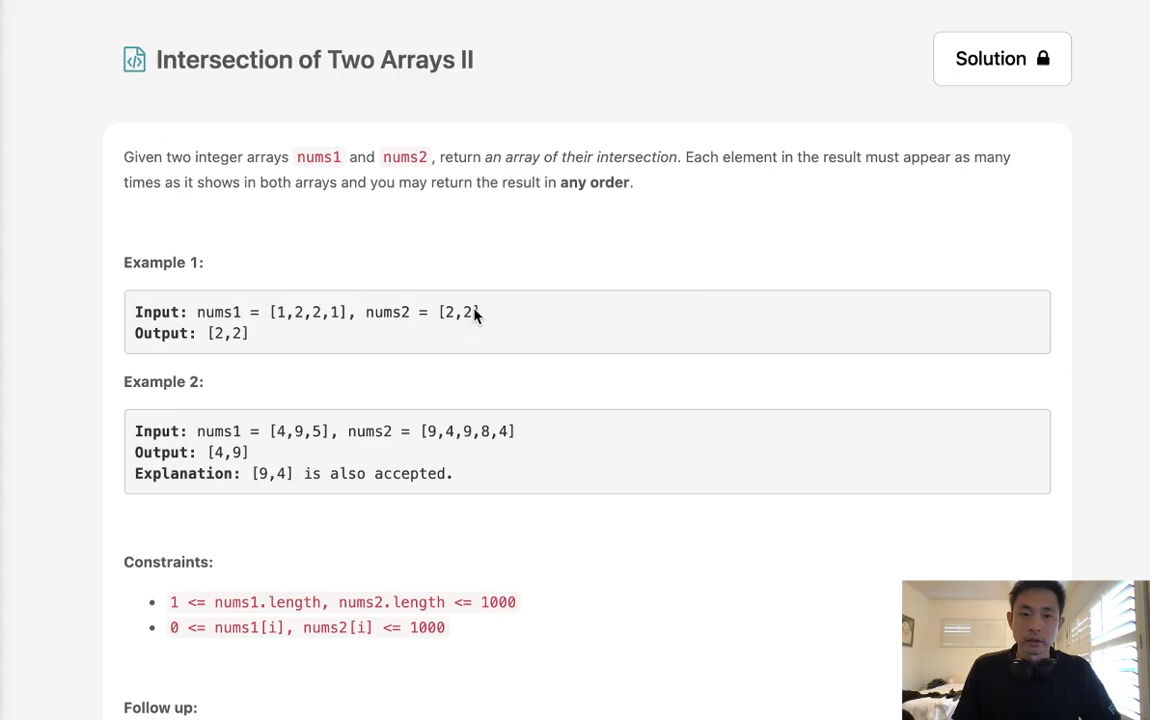 Intersection of Two Arrays II
Solution
Given two integer arrays nums1 and nums2, return an array of their intersection. Each element in the result must appear as many
times as it shows in both arrays and you may return the result in any order.
Example 1:
Input: nums1 = [1,2,2,1], nums2 = [2,2]
Output: [2,2]
Example 2:
Input: nums1 = [4,9,5], nums2 = [9,4,9,8,4]
Output: [4,9]
Explanation: [9,4] is also accepted.
Constraints:
• 1 <= nums1.length, nums2.length <= 1000
• 0 <= nums1[i], nums2[i] <= 1000
Follow up: